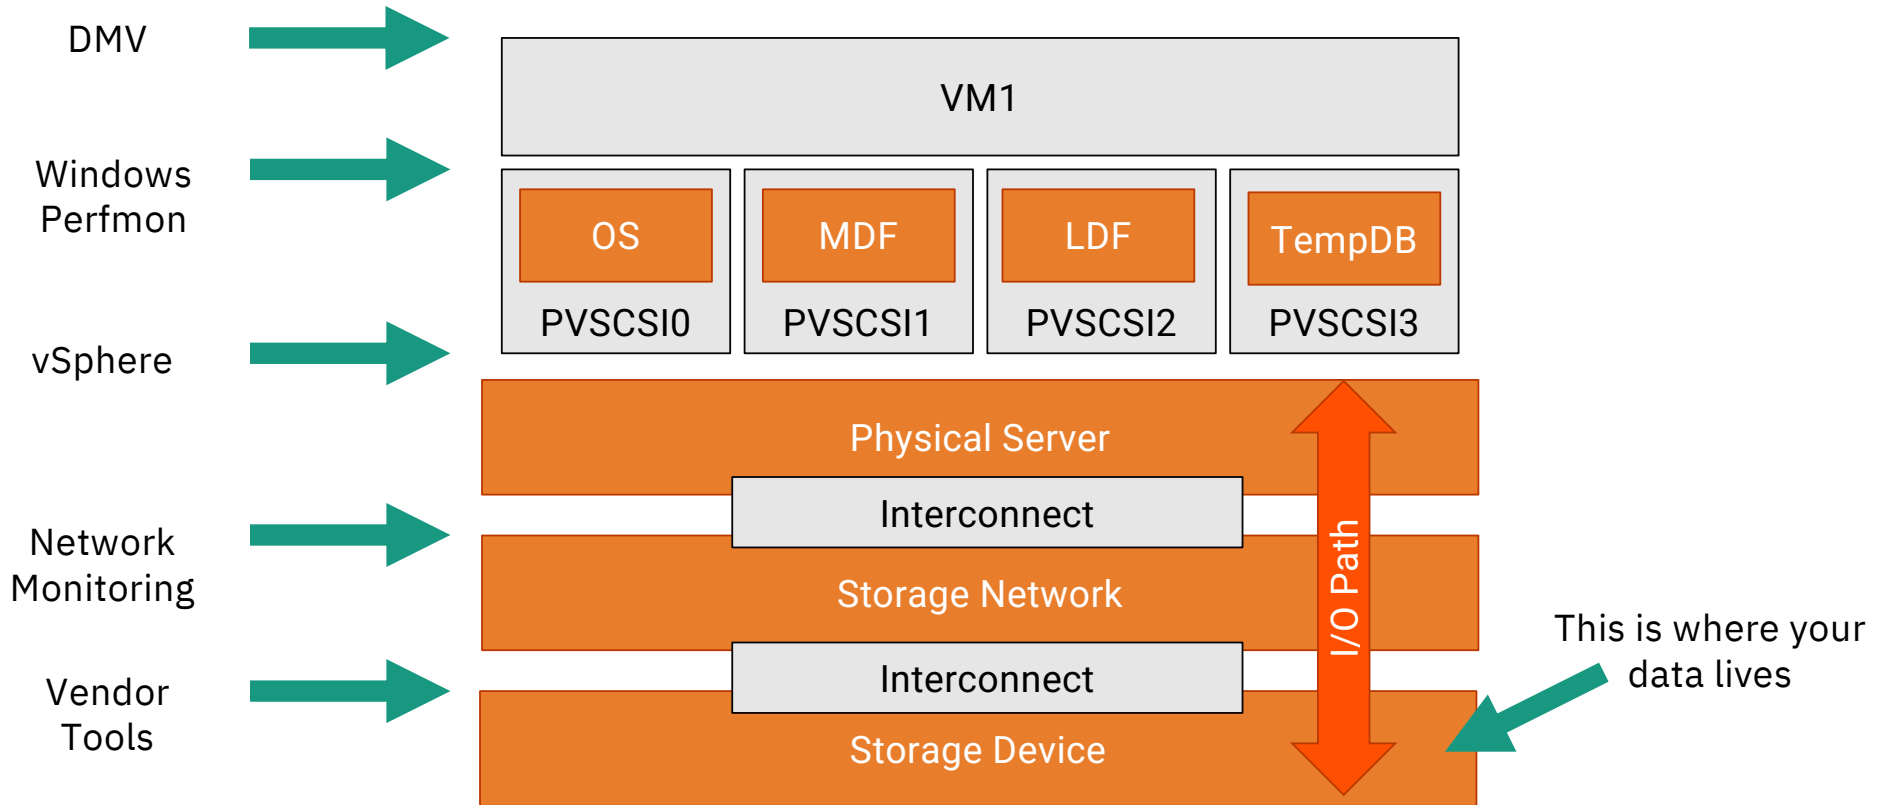 DMV
VM1
Windows
Perfmon
OS
MDF
LDF
TempDB
PVSCSI0
PVSCSI1
PVSCSI2
PVSCSI3
vSphere
Physical Server
Interconnect
Network
Monitoring
Storage Network
I/O Path
This is where your
data lives
Interconnect
Vendor
Tools
Storage Device